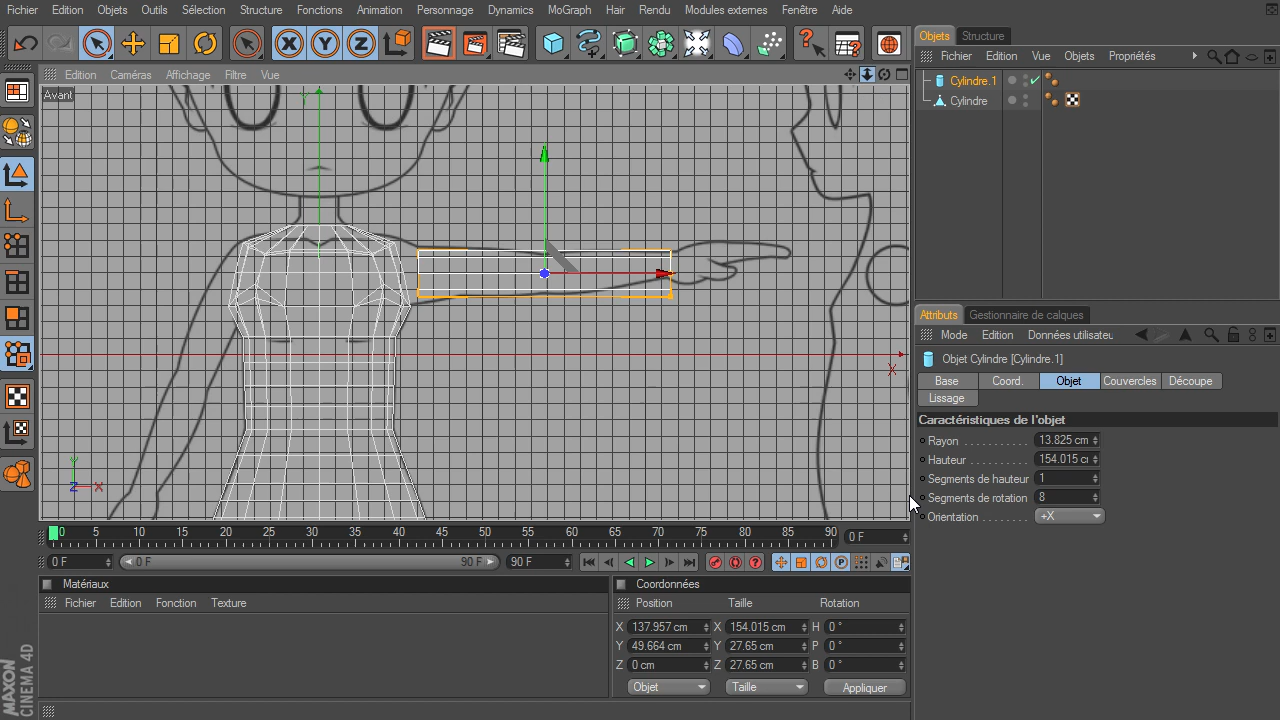 Fichier Edition Objets Outils Sélection Structure Fonctions Animation Personnage Dynamics MoGraph Hair Rendu Modules externes Fenêtre Aide
Objets Structure
Fichier Edition Vue Objets Propriétés
Edition Caméras Affichage Filtre Vue
Avant
Y
Cylindre.1
Cylindre
X
Y
Z X
Attributs Gestionnaire de calques
Mode Edition Données utilisateu
Objet Cylindre [Cylindre.1]
Base Coord. Objet Couvercles Découpe
Lissage
Caractéristiques de l'objet
Rayon 13.825 cm
Hauteur 154.015 c
Segments de hauteur 1
Segments de rotation 8
Orientation +X
0 5 10 15 20 25 30 35 40 45 50 55 60 65 70 75 80 85 90 0 F
0 F 0 F 90 F 90 F
Matériaux
Fichier Edition Fonction Texture
Coordonnées
Position Taille Rotation
X 137.957 cm X 154.015 cm H 0 °
Y 49.664 cm Y 27.65 cm P 0 °
Z 0 cm Z 27.65 cm B 0 °
Objet Taille Appliquer
MAXON
CINEMA 4D